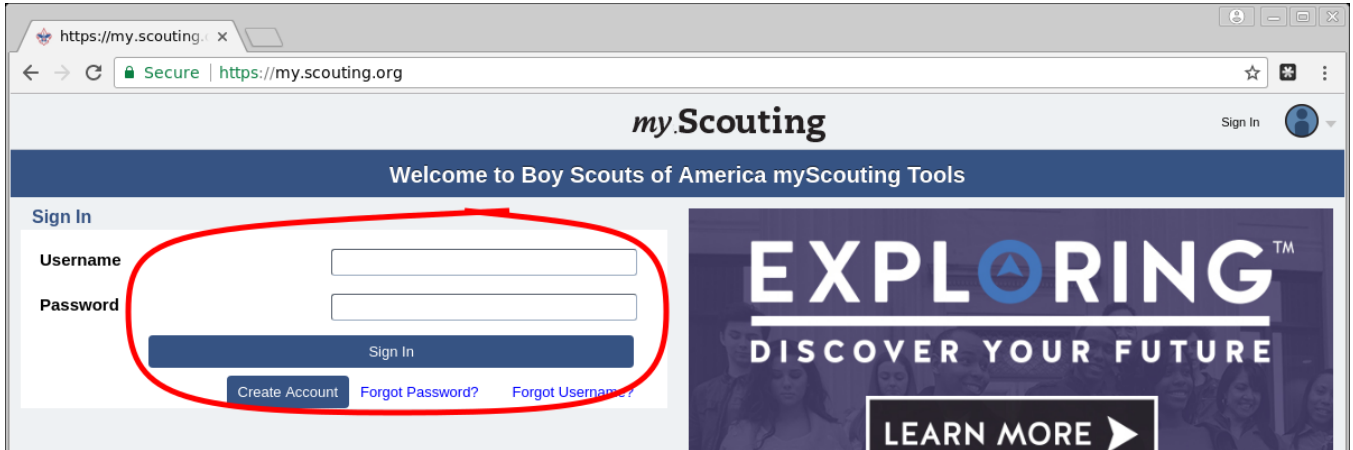 https://my.scouting.
Secure https://my.scouting.org
my.Scouting
Sign In
Welcome to Boy Scouts of America myScouting Tools
Sign In
Username
Password
Sign In
Create Account Forgot Password? Forgot Username?
EXPLORING™
DISCOVER YOUR FUTURE
LEARN MORE